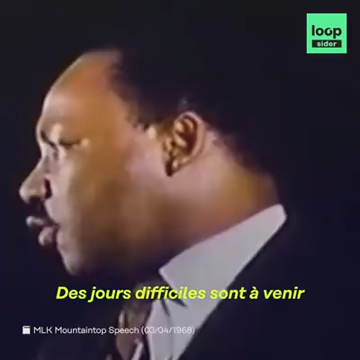 loop
sider
Des jours difficiles sont à venir
MLK Mountaintop Speech (03/04/1968)